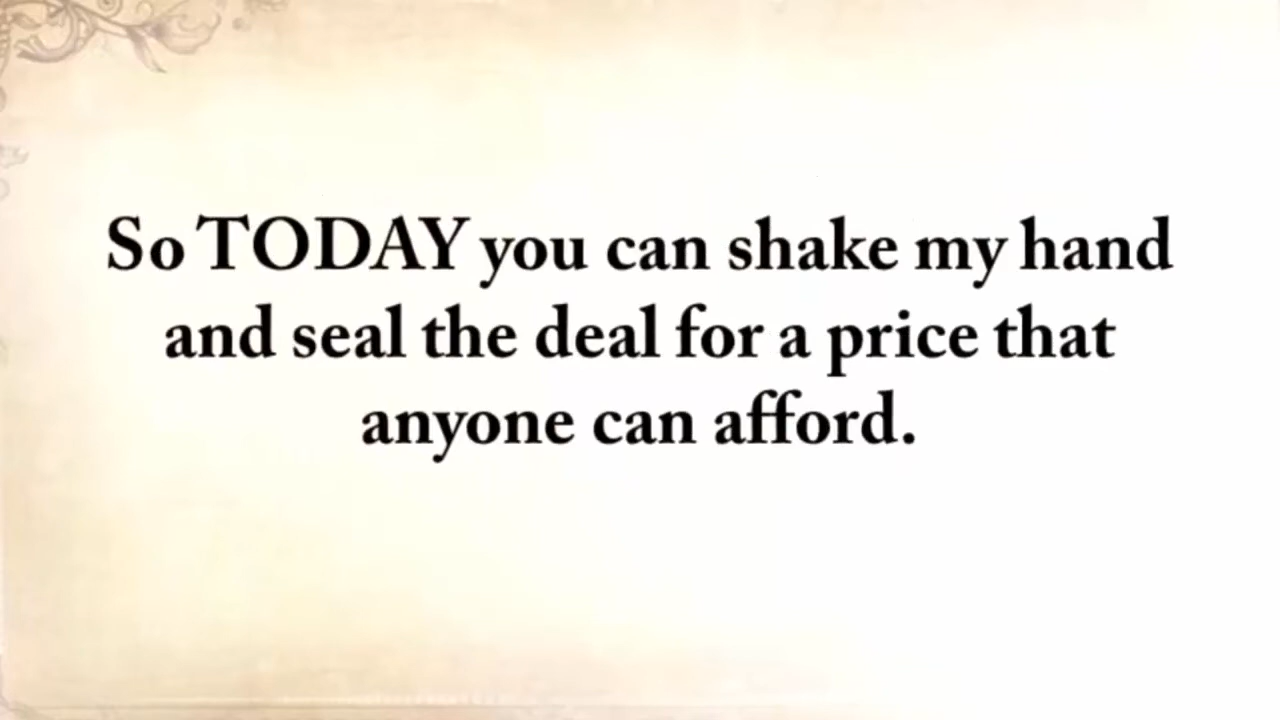 So TODAY you can shake my hand
and seal the deal for a price that
anyone can afford.